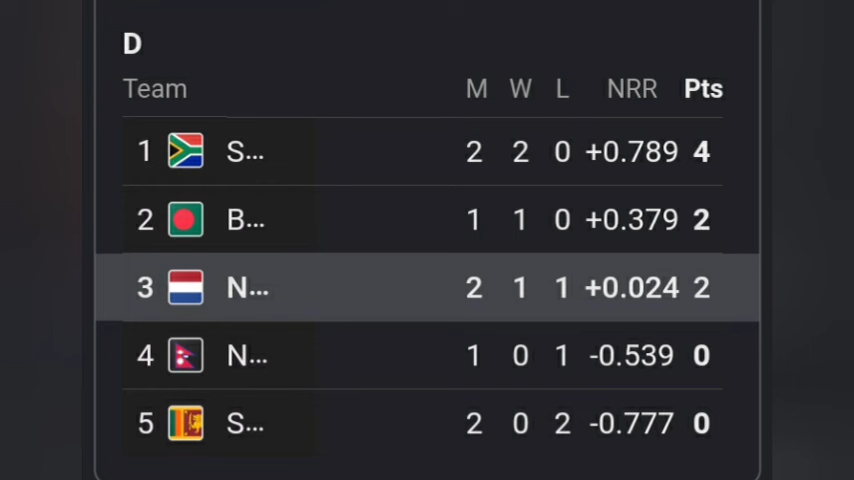 D
Team M W L NRR Pts
1 S... 2 2 0 +0.789 4
2 B... 1 1 0 +0.379 2
3 N... 2 1 1 +0.024 2
4 N... 1 0 1 -0.539 0
5 S... 2 0 2 -0.777 0